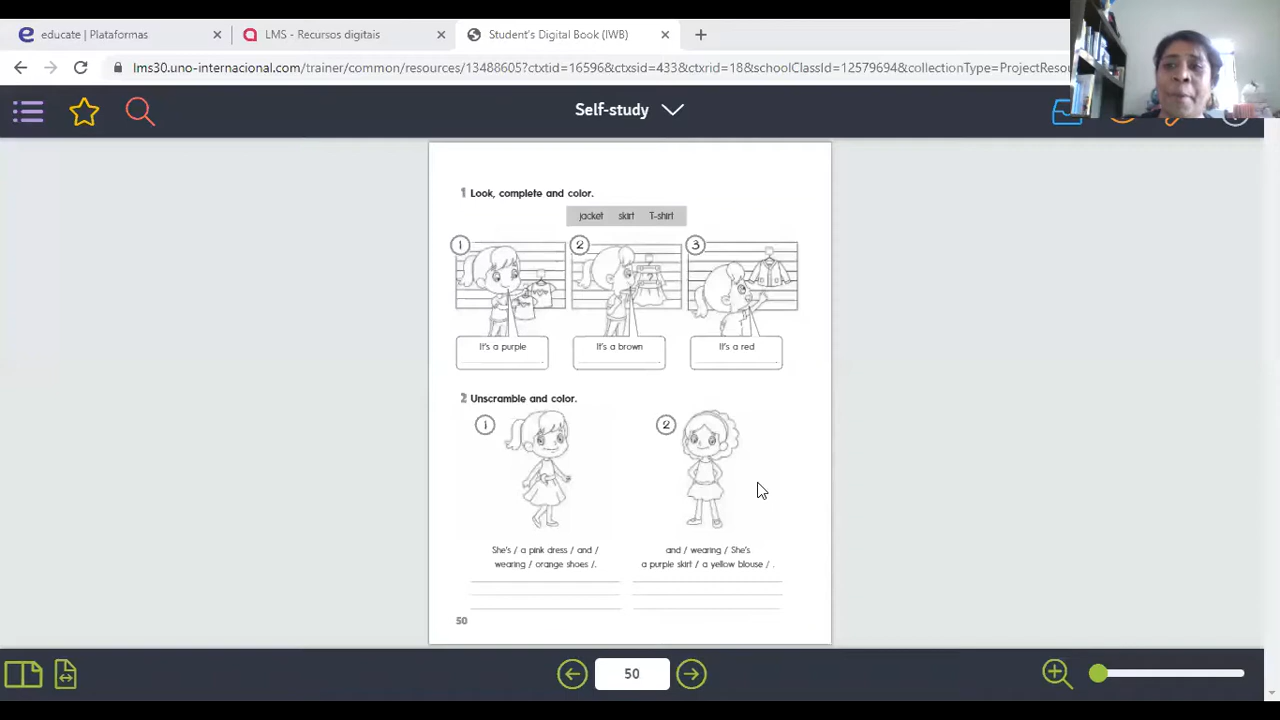 educate | Plataformas
LMS - Recursos digitais
Student's Digital Book (IWB)
lms30.uno-internacional.com/trainer/common/resources/13488605?ctxtid=16596&ctxsid=433&ctxrid=18&schoolClassId=12579694&collectionType=ProjectResou
Self-study
1 Look, complete and color.
jacket skirt T-shirt
1 2 3
It's a purple
It's a brown
It's a red
2 Unscramble and color.
1 2
She's / a pink dress / and /
wearing / orange shoes /.
and / wearing / She's
a purple skirt / a yellow blouse / .
50
50